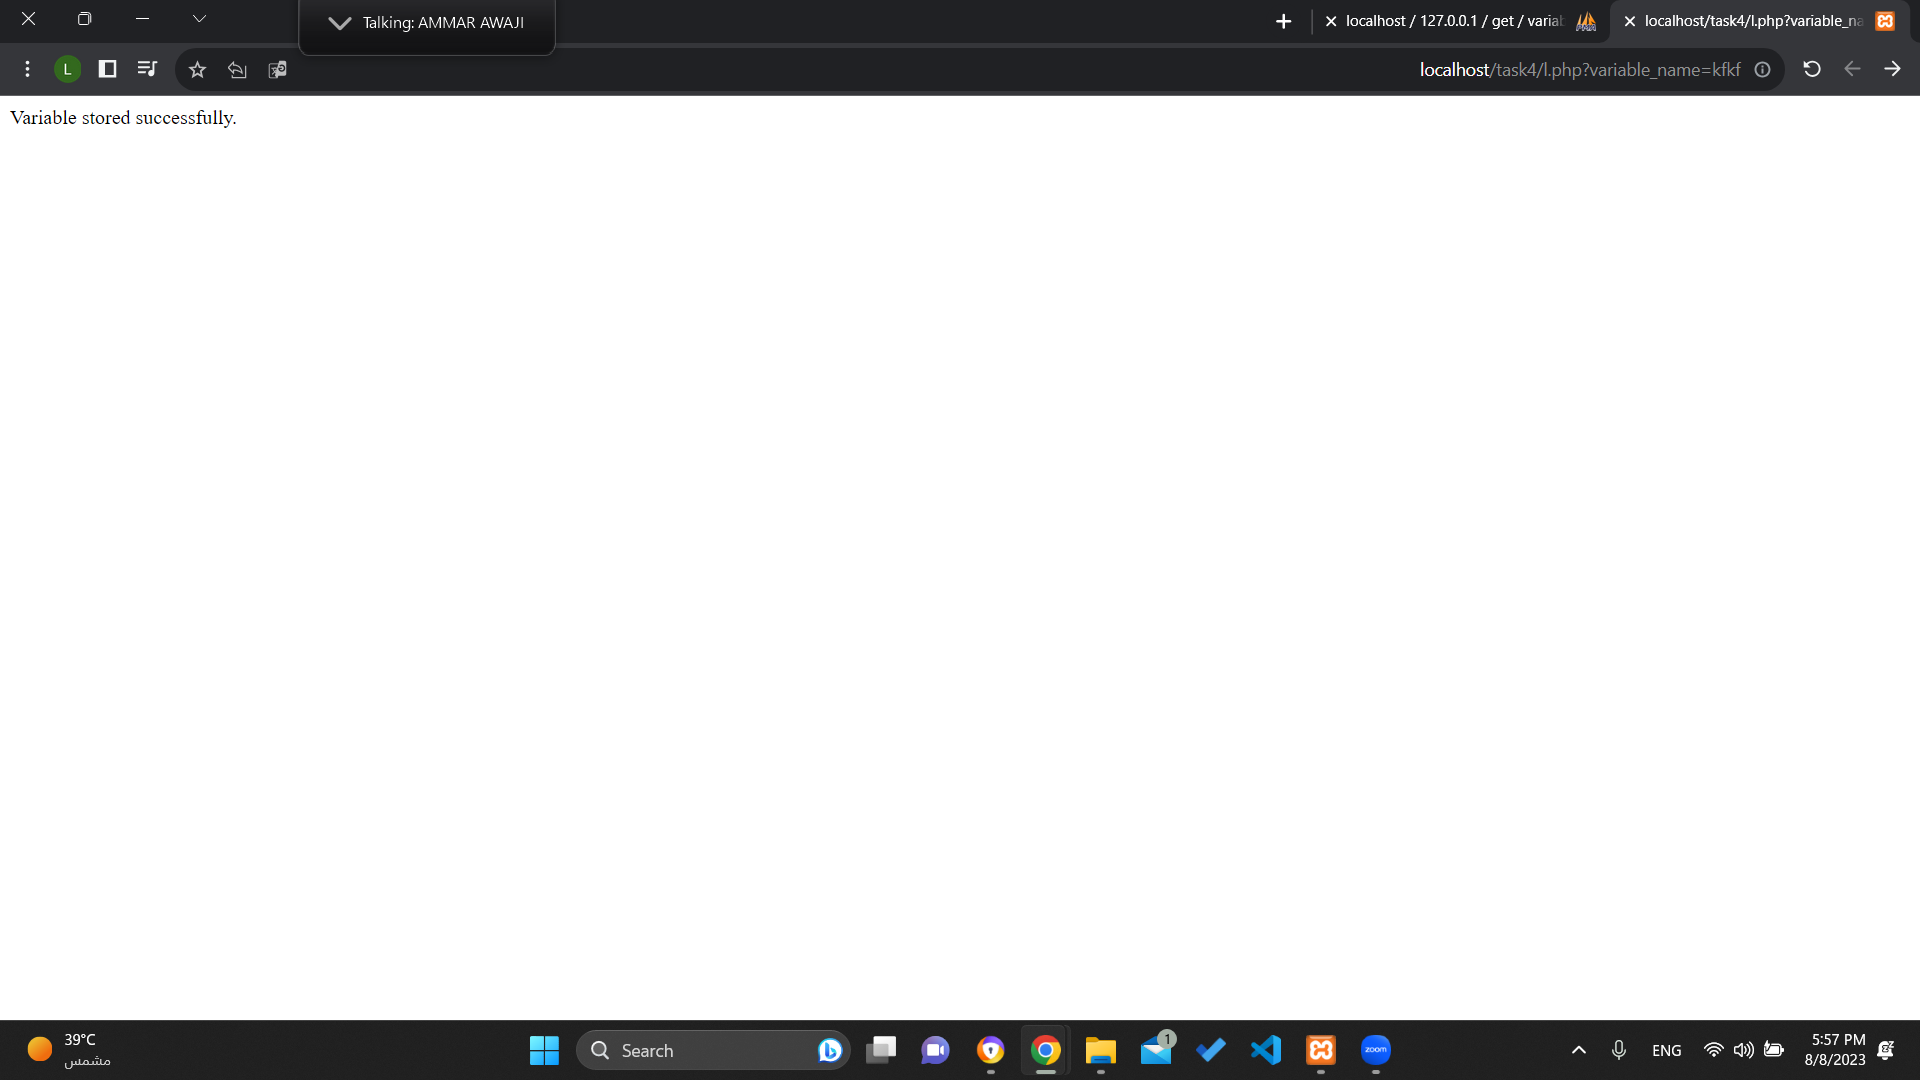 Talking: AMMAR AWAJI
localhost / 127.0.0.1 / get / varia
localhost/task4/l.php?variable_na
L
localhost/task4/l.php?variable_name=kfkf
Variable stored successfully.
39°C
مشمس
Search
1
zoom
ENG
5:57 PM
8/8/2023